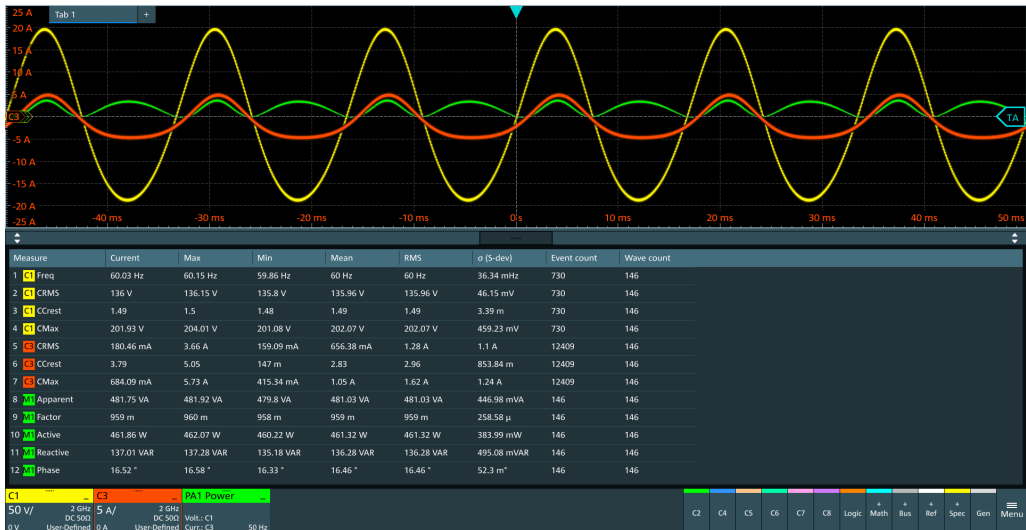 25 A Tab 1 +
20 A
15 A
10 A
5 A
C3 TA
-5 A
-10 A
-15 A
-20 A
-25 A -40 ms -30 ms -20 ms -10 ms 0 s 10 ms 20 ms 30 ms 40 ms 50 ms
Measure Current Max Min Mean RMS σ (S-dev) Event count Wave count
1 C1 Freq 60.03 Hz 60.15 Hz 59.86 Hz 60 Hz 60 Hz 36.34 mHz 730 146
2 C1 CRMS 136 V 136.15 V 135.8 V 135.96 V 135.96 V 46.15 mV 730 146
3 C1 CCrest 1.49 1.5 1.48 1.49 1.49 3.39 m 730 146
4 C1 CMax 201.93 V 204.01 V 201.08 V 202.07 V 202.07 V 459.23 mV 730 146
5 C3 CRMS 180.46 mA 3.66 A 159.09 mA 656.38 mA 1.28 A 1.1 A 12409 146
6 C3 CCrest 3.79 5.05 147 m 2.83 2.96 853.84 m 12409 146
7 C3 CMax 684.09 mA 5.73 A 415.34 mA 1.05 A 1.62 A 1.24 A 12409 146
8 M1 Apparent 481.75 VA 481.92 VA 479.8 VA 481.03 VA 481.03 VA 446.98 mVA 146 146
9 M1 Factor 959 m 960 m 958 m 959 m 959 m 258.58 µ 146 146
10 M1 Active 461.86 W 462.07 W 460.22 W 461.32 W 461.32 W 383.99 mW 146 146
11 M1 Reactive 137.01 VAR 137.28 VAR 135.18 VAR 136.28 VAR 136.28 VAR 495.08 mVAR 146 146
12 M1 Phase 16.52 ° 16.58 ° 16.33 ° 16.46 ° 16.46 ° 52.3 m° 146 146
C1 C3 PA1 Power
50 V/ 2 GHz 5 A/ 2 GHz
DC 50Ω DC 50Ω Volt.: C1
0 V User-Defined 0 A User-Defined Curr.: C3 50 Hz
C2 C4 C5 C6 C7 C8 Logic Math + Bus + Ref + Spec Gen Menu